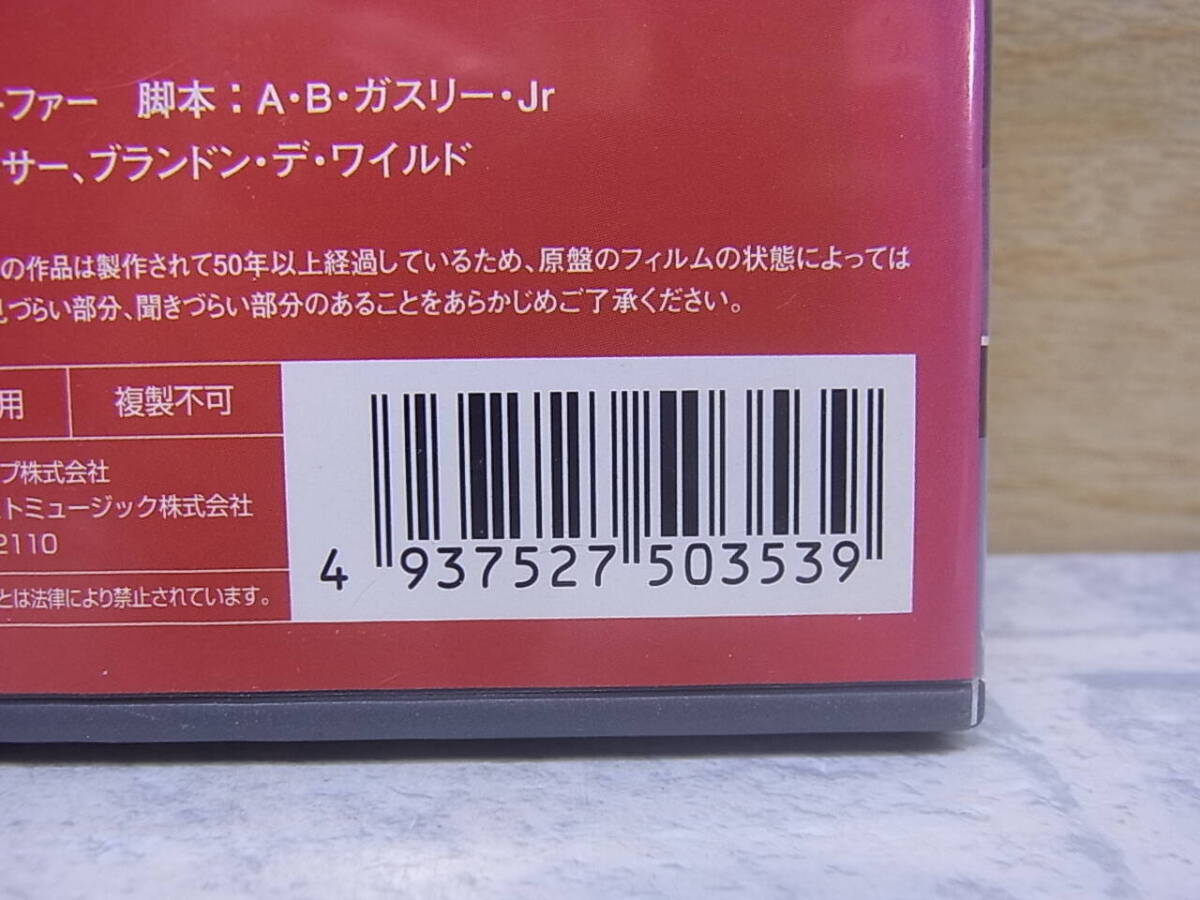 ーファー 脚本：A・B・ガスリー・Jr
サー、ブランドン・デ・ワイルド
の作品は製作されて50年以上経過しているため、原盤のフィルムの状態によっては
見づらい部分、聞きづらい部分のあることをあらかじめご了承ください。
用 複製不可
プ株式会社
ストミュージック株式会社
2110
とは法律により禁止されています。
4 937527 503539